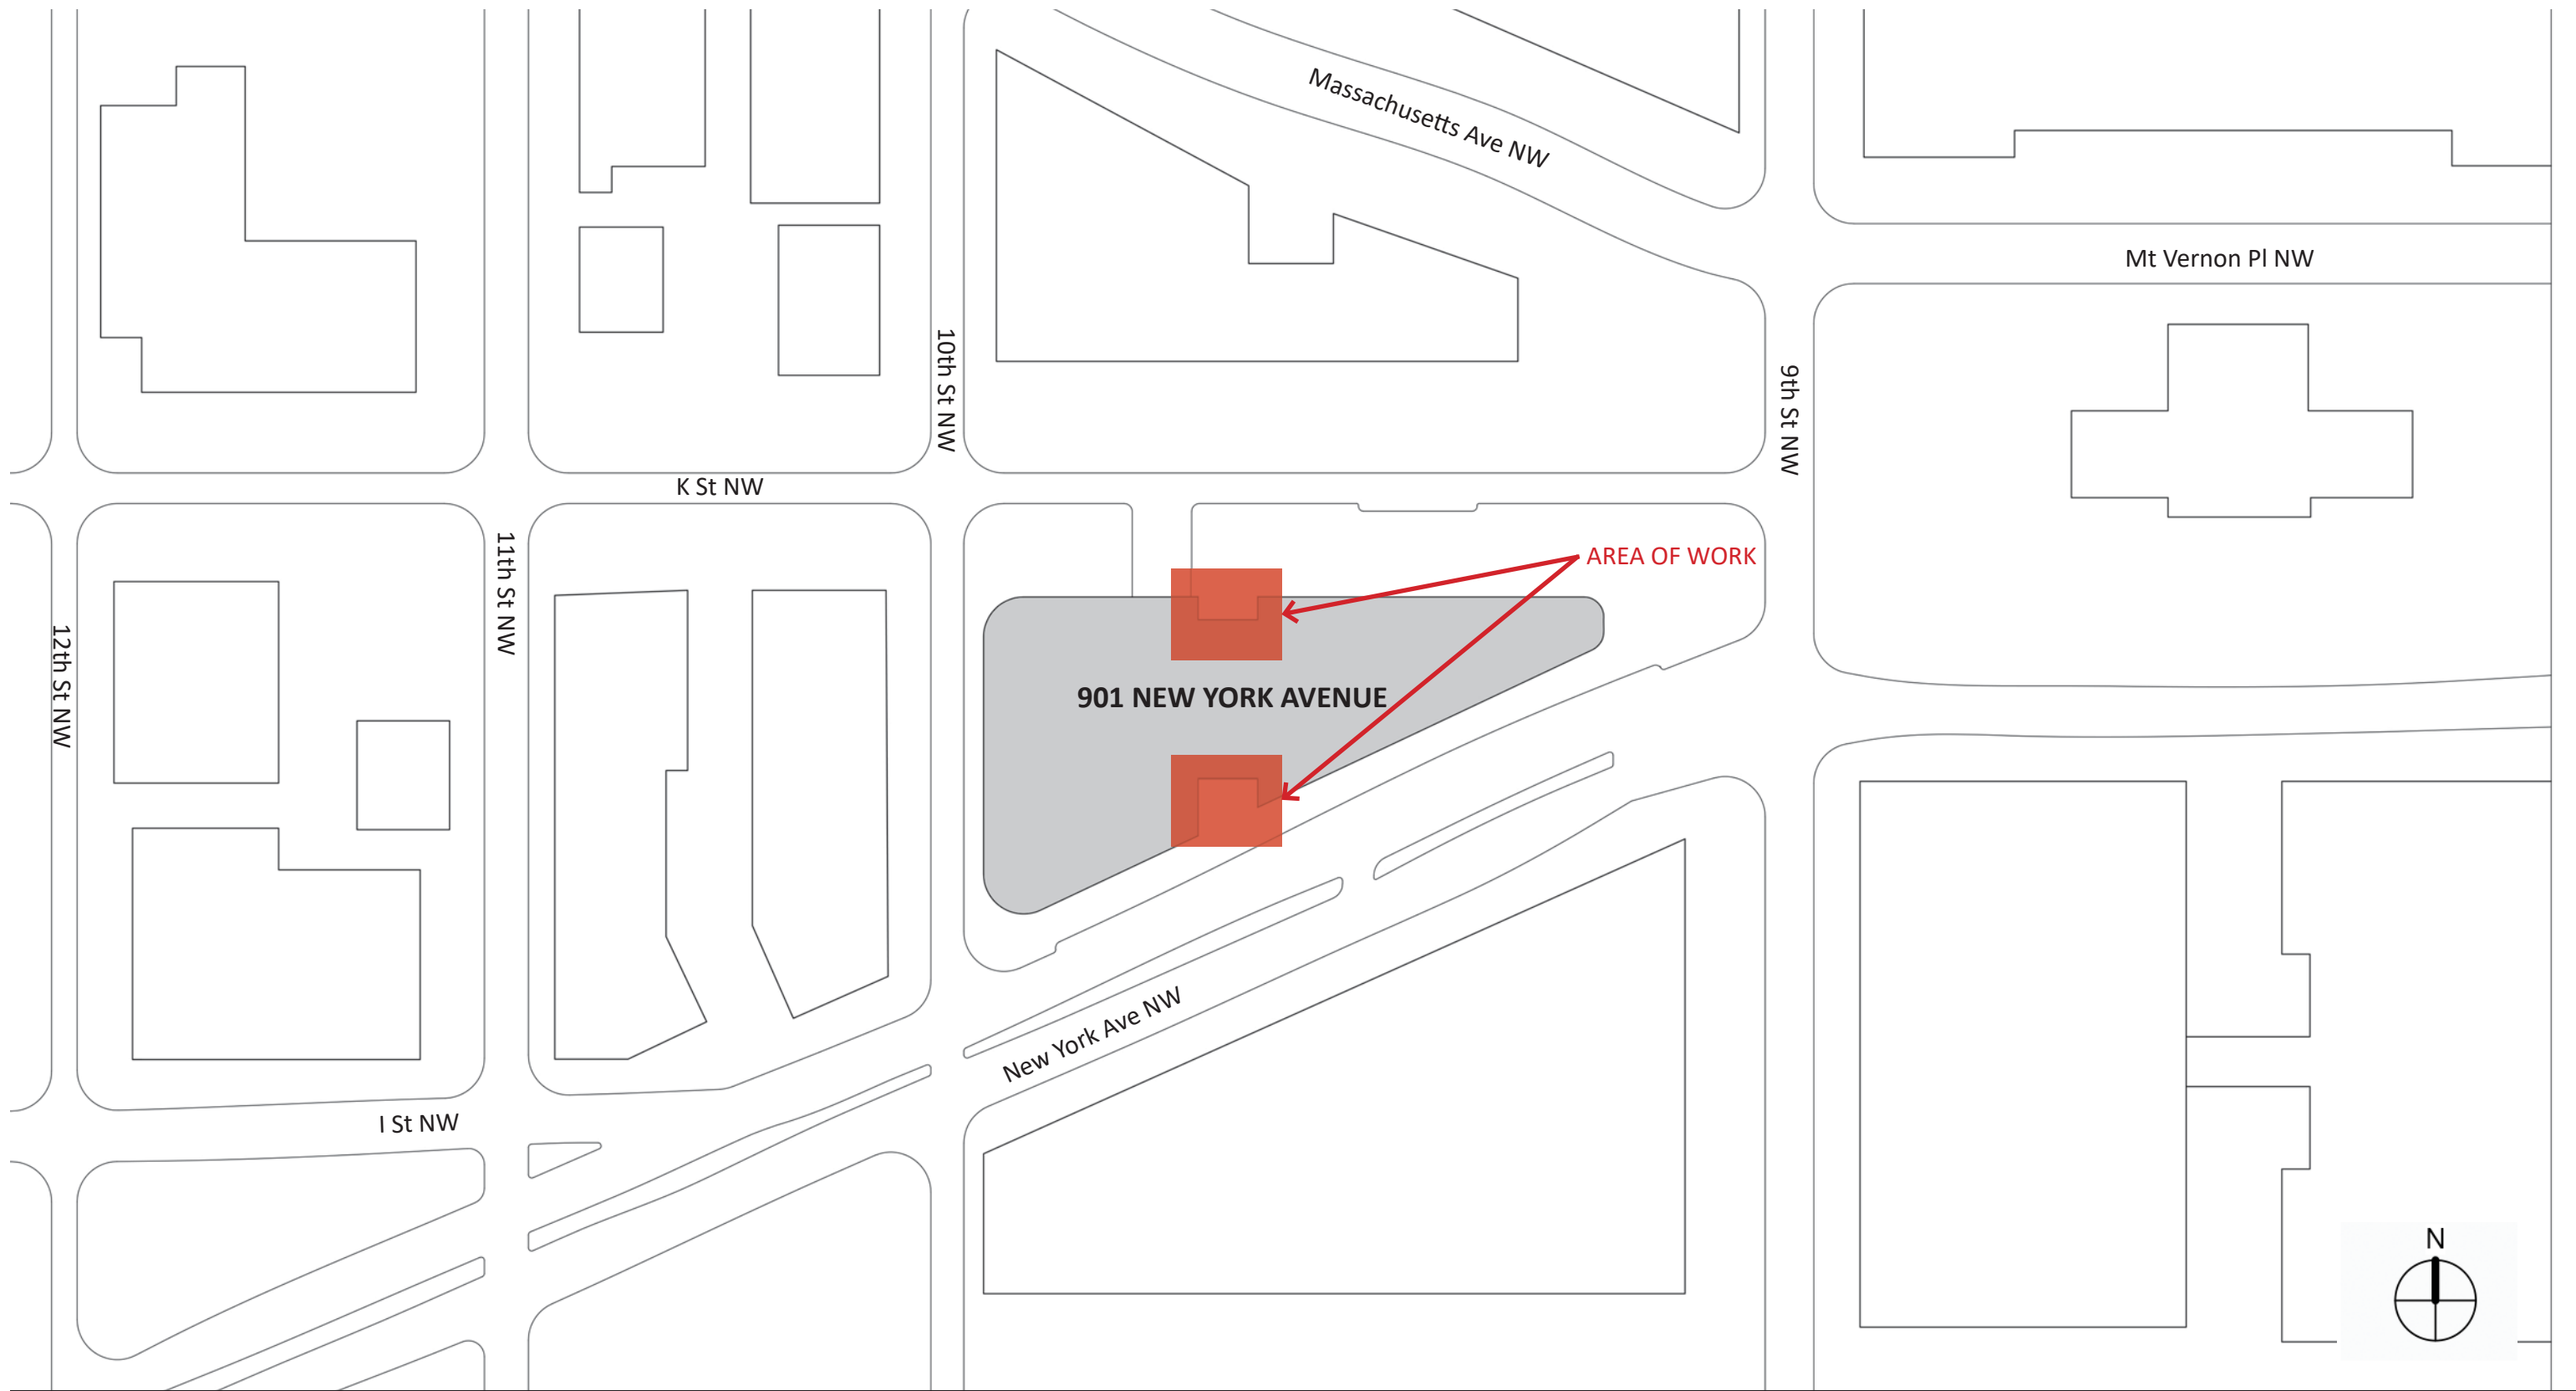 Massachusetts Ave NW
Mt Vernon Pl NW
10th St NW
9th St NW
K St NW
11th St NW
AREA OF WORK
12th St NW
901 NEW YORK AVENUE
New York Ave NW
I St NW
N